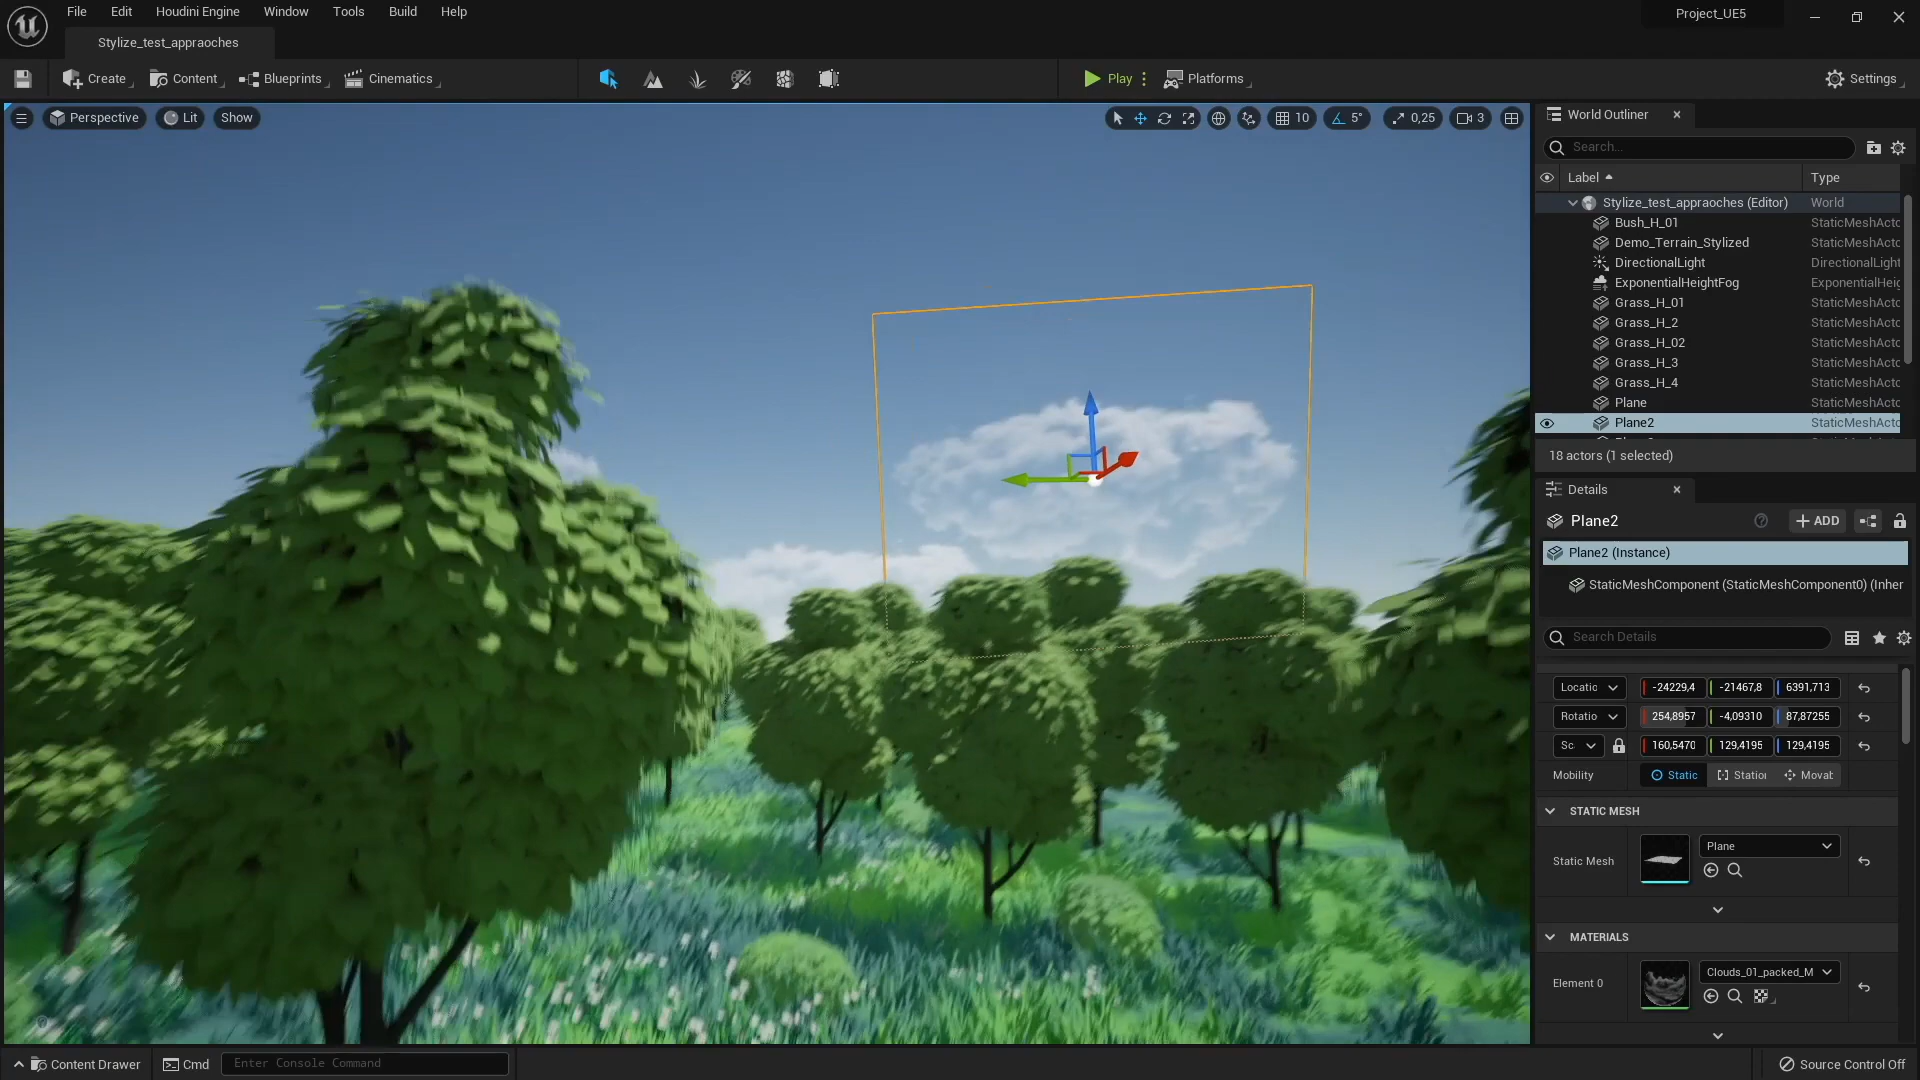 File Edit Houdini Engine Window Tools Build Help
Project_UE5
Stylize_test_appraoches
Create Content Blueprints Cinematics Play Platforms Settings
Perspective Lit Show 10 5° 0,25 3
World Outliner
Search...
Label Type
Stylize_test_appraoches (Editor) World
Bush_H_01 StaticMeshActo
Demo_Terrain_Stylized StaticMeshActo
DirectionalLight DirectionalLight
ExponentialHeightFog ExponentialHeig
Grass_H_01 StaticMeshActo
Grass_H_2 StaticMeshActo
Grass_H_02 StaticMeshActo
Grass_H_3 StaticMeshActo
Grass_H_4 StaticMeshActo
Plane StaticMeshActo
Plane2 StaticMeshActo
18 actors (1 selected)
Details
Plane2 ADD
Plane2 (Instance)
StaticMeshComponent (StaticMeshComponent0) (Inher
Search Details
Locatic -24229,4 -21467,8 6391,713
Rotatio 254,8957 -4,09310 87,87255
Sc 160,5470 129,4195 129,4195
Mobility Static Station Movab
STATIC MESH
Static Mesh Plane
MATERIALS
Element 0 Clouds_01_packed_M
Content Drawer Cmd Enter Console Command Source Control Off